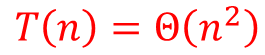 T(n) = Θ(n²)